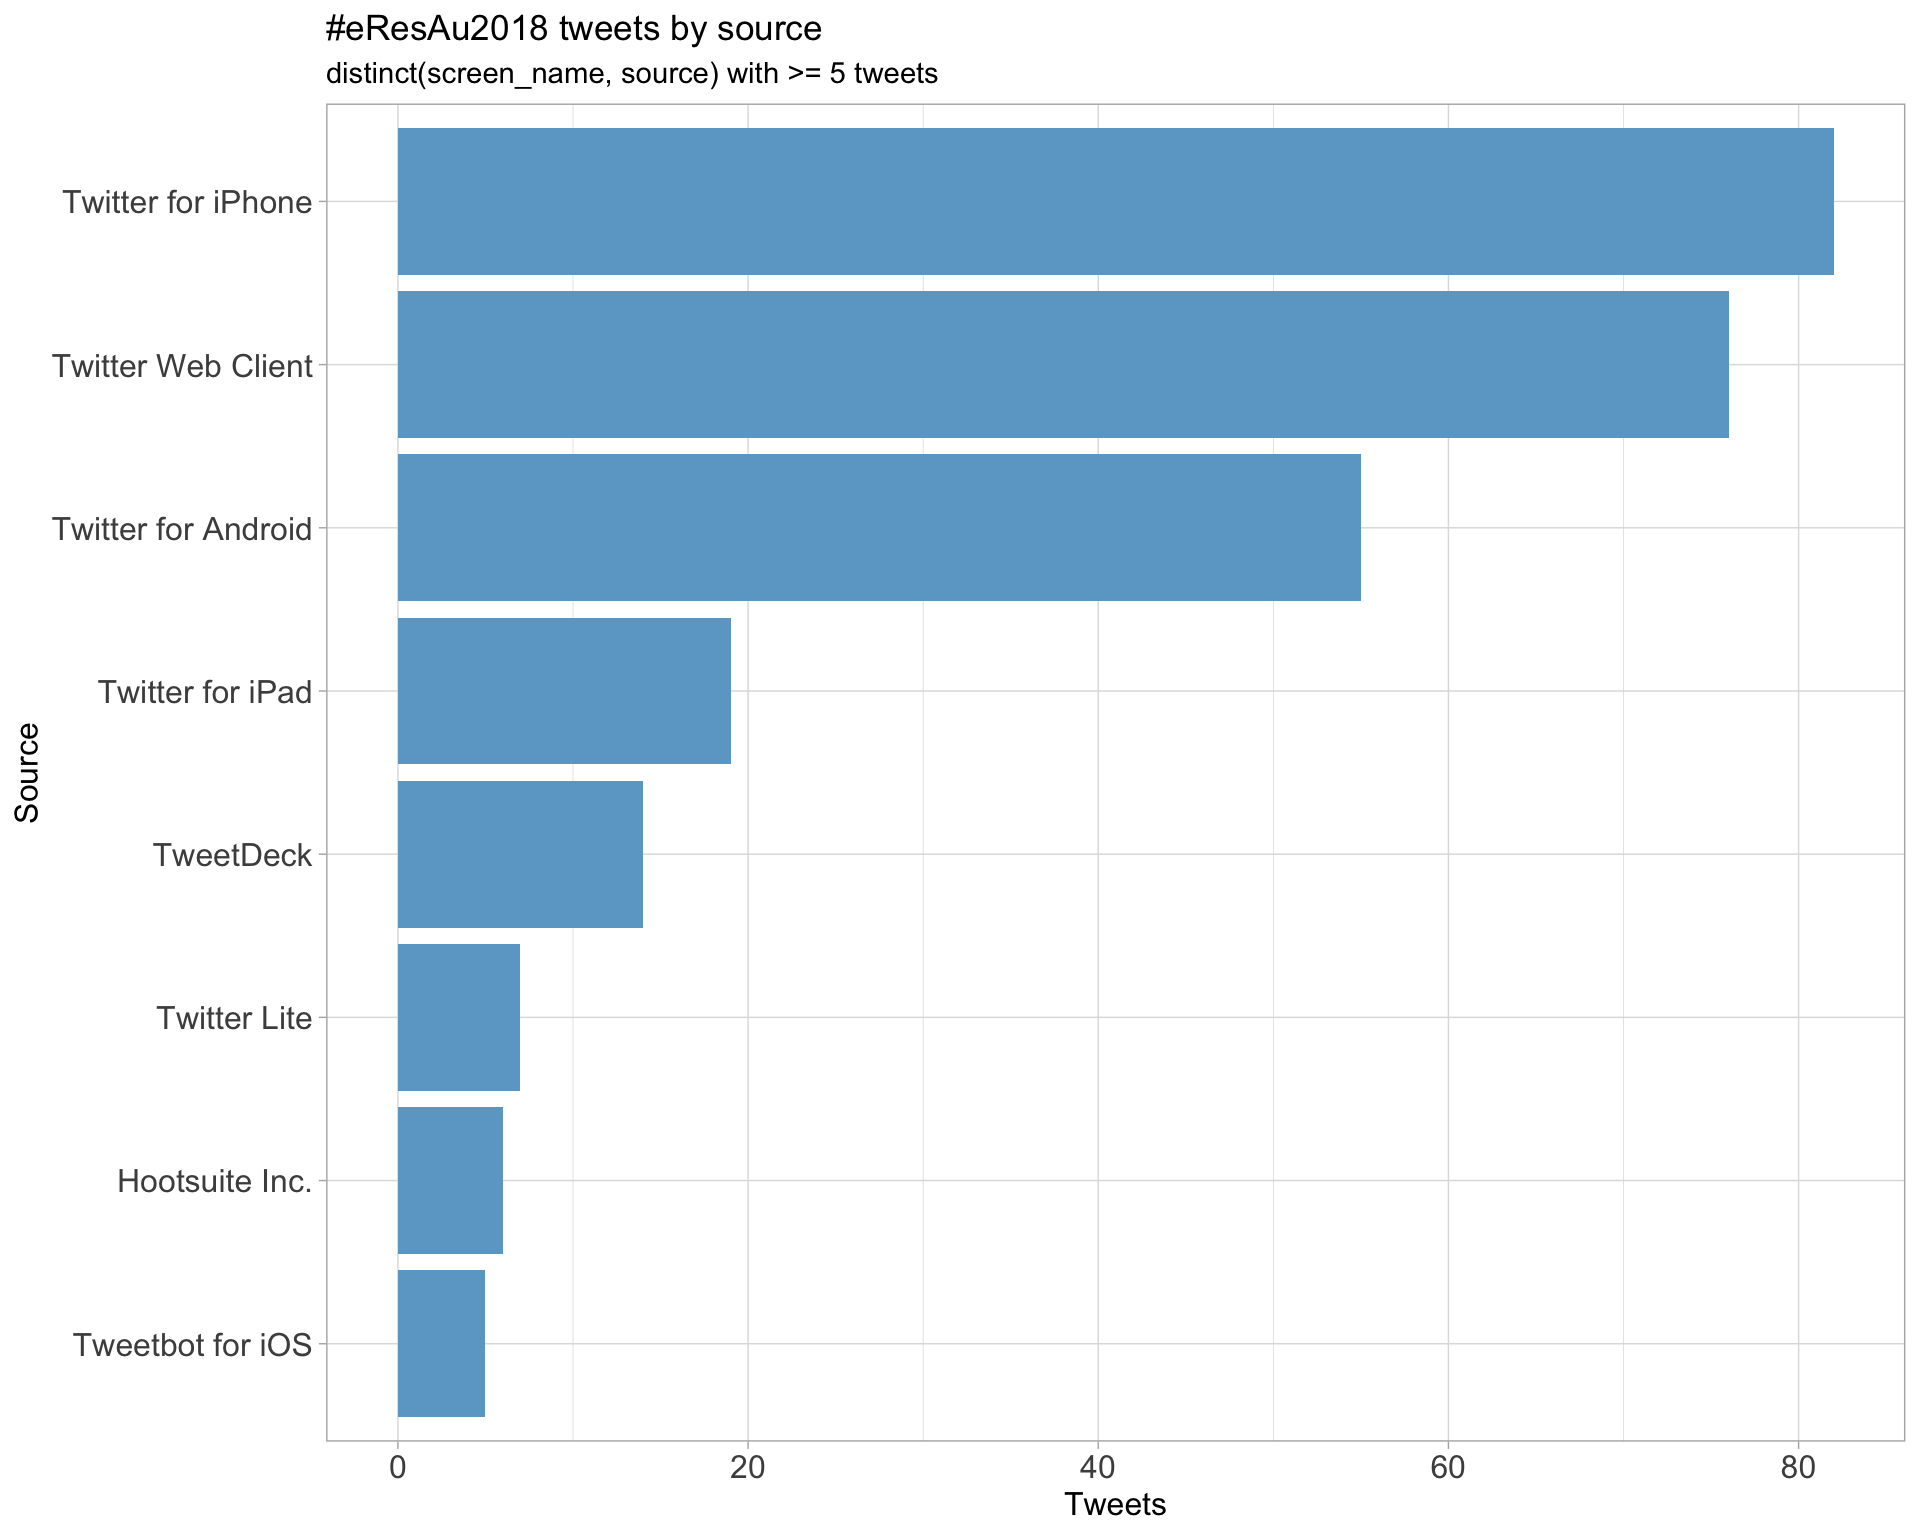 #eResAu2018 tweets by source
distinct(screen_name, source) with >= 5 tweets
Source
Twitter for iPhone
Twitter Web Client
Twitter for Android
Twitter for iPad
TweetDeck
Twitter Lite
Hootsuite Inc.
Tweetbot for iOS
0 20 40 60 80
Tweets